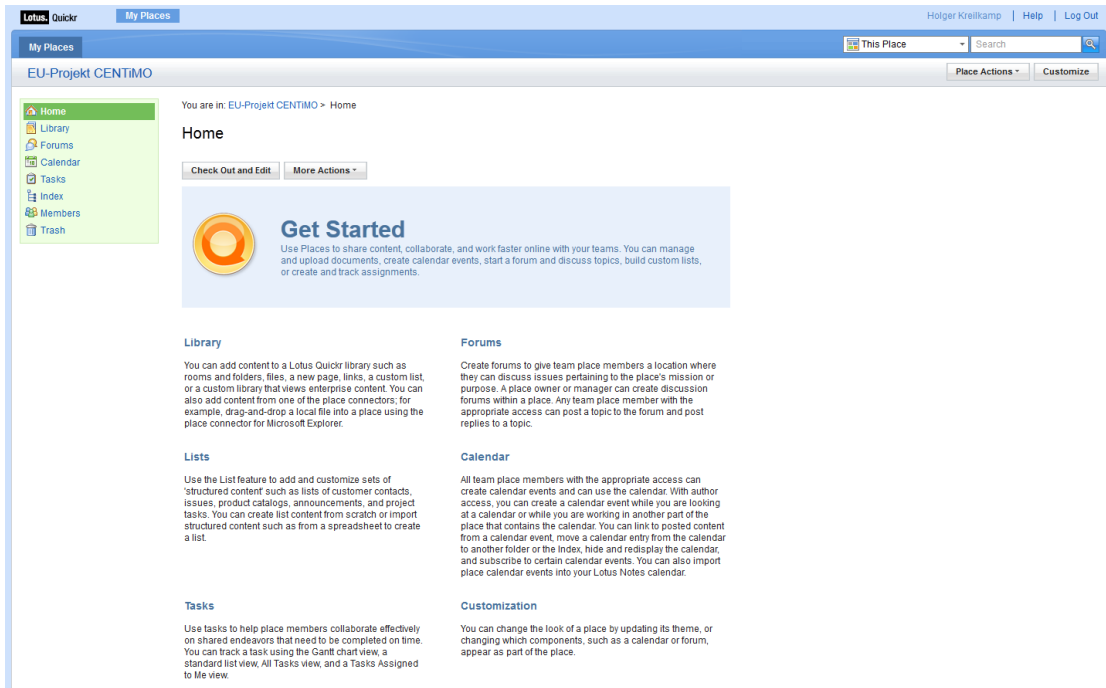 Lotus. Quickr
My Places
Holger Kreilkamp | Help | Log Out
My Places
This Place
Search
EU-Projekt CENTiMO
Place Actions
Customize
Home
Library
Forums
Calendar
Tasks
Index
Members
Trash
You are in: EU-Projekt CENTiMO > Home
Home
Check Out and Edit
More Actions
Get Started
Use Places to share content, collaborate, and work faster online with your teams. You can manage
and upload documents, create calendar events, start a forum and discuss topics, build custom lists,
or create and track assignments.
Library
You can add content to a Lotus Quickr library such as
rooms and folders, files, a new page, links, a custom list,
or a custom library that views enterprise content. You can
also add content from one of the place connectors; for
example, drag-and-drop a local file into a place using the
place connector for Microsoft Explorer.
Forums
Create forums to give team place members a location where
they can discuss issues pertaining to the place's mission or
purpose. A place owner or manager can create discussion
forums within a place. Any team place member with the
appropriate access can post a topic to the forum and post
replies to a topic.
Lists
Use the List feature to add and customize sets of
'structured content' such as lists of customer contacts,
issues, product catalogs, announcements, and project
tasks. You can create list content from scratch or import
structured content such as from a spreadsheet to create
a list.
Calendar
All team place members with the appropriate access can
create calendar events and can use the calendar. With author
access, you can create a calendar event while you are looking
at a calendar or while you are working in another part of the
place that contains the calendar. You can link to posted content
from a calendar event, move a calendar entry from the calendar
to another folder or the Index, hide and redisplay the calendar,
and subscribe to certain calendar events. You can also import
place calendar events into your Lotus Notes calendar.
Tasks
Use tasks to help place members collaborate effectively
on shared endeavors that need to be completed on time.
You can track a task using the Gantt chart view, a
standard list view, All Tasks view, and a Tasks Assigned
to Me view.
Customization
You can change the look of a place by updating its theme, or
changing which components, such as a calendar or forum,
appear as part of the place.